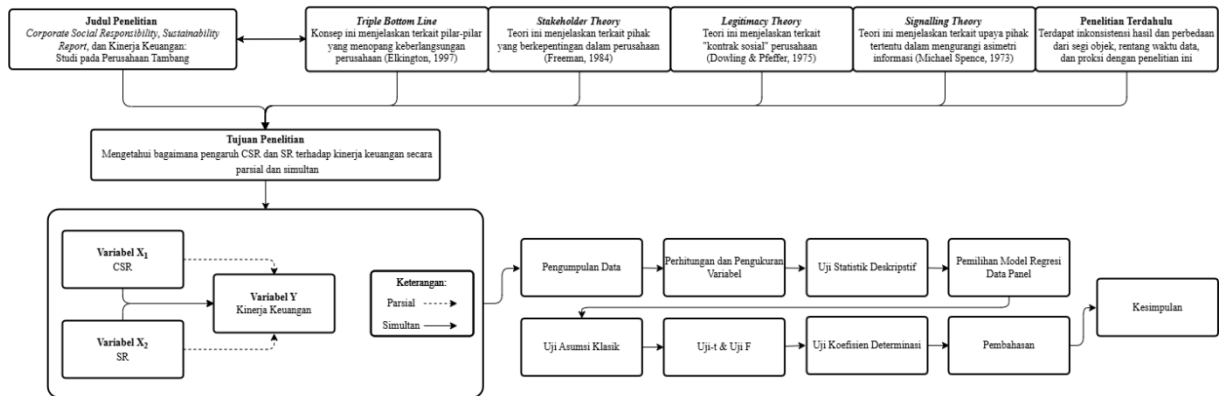 Judul Penelitian
Corporate Social Responsibility, Sustainability
Report, dan Kinerja Keuangan:
Studi pada Perusahaan Tambang
Triple Bottom Line
Konsep ini menjelaskan terkait pilar-pilar
yang menopang keberlangsungan
perusahaan (Elkington, 1997)
Stakeholder Theory
Teori ini menjelaskan terkait pihak
yang berkepentingan dalam perusahaan
(Freeman, 1984)
Legitimacy Theory
Teori ini menjelaskan terkait
"kontrak sosial" perusahaan
(Dowling & Pfeffer, 1975)
Signalling Theory
Teori ini menjelaskan terkait upaya pihak
tertentu dalam mengurangi asimetri
informasi (Michael Spence, 1973)
Penelitian Terdahulu
Terdapat inkonsistensi hasil dan perbedaan
dari segi objek, rentang waktu data,
dan proksi dengan penelitian ini
Tujuan Penelitian
Mengetahui bagaimana pengaruh CSR dan SR terhadap kinerja keuangan secara
parsial dan simultan
Variabel X1
CSR
Variabel X2
SR
Variabel Y
Kinerja Keuangan
Keterangan:
Parsial
Simultan
Pengumpulan Data
Perhitungan dan Pengukuran
Variabel
Uji Statistik Deskripstif
Pemilihan Model Regresi
Data Panel
Uji Asumsi Klasik
Uji-t & Uji F
Uji Koefisien Determinasi
Pembahasan
Kesimpulan